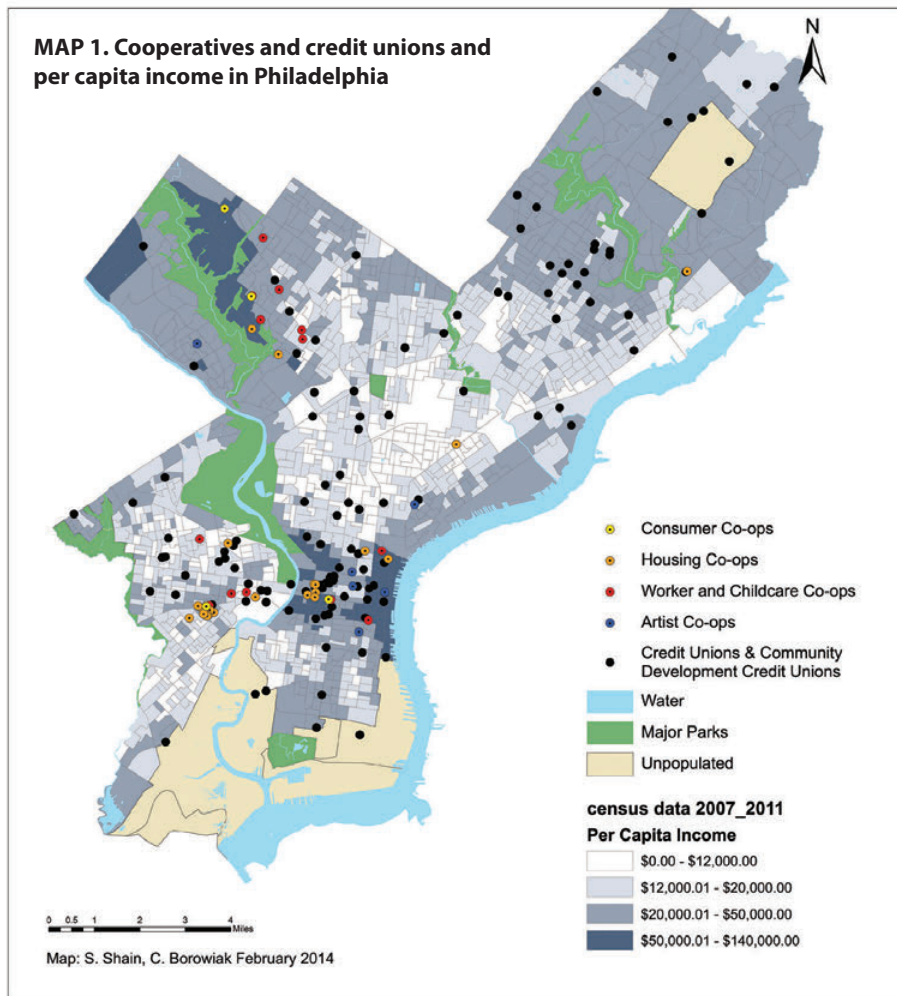 MAP 1. Cooperatives and credit unions and
per capita income in Philadelphia
N
Consumer Co-ops
Housing Co-ops
Worker and Childcare Co-ops
Artist Co-ops
Credit Unions & Community
Development Credit Unions
Water
Major Parks
Unpopulated
census data 2007_2011
Per Capita Income
$0.00 - $12,000.00
$12,000.01 - $20,000.00
$20,000.01 - $50,000.00
$50,000.01 - $140,000.00
0 0.5 1 2 3 4
Miles
Map: S. Shain, C. Borowiak February 2014